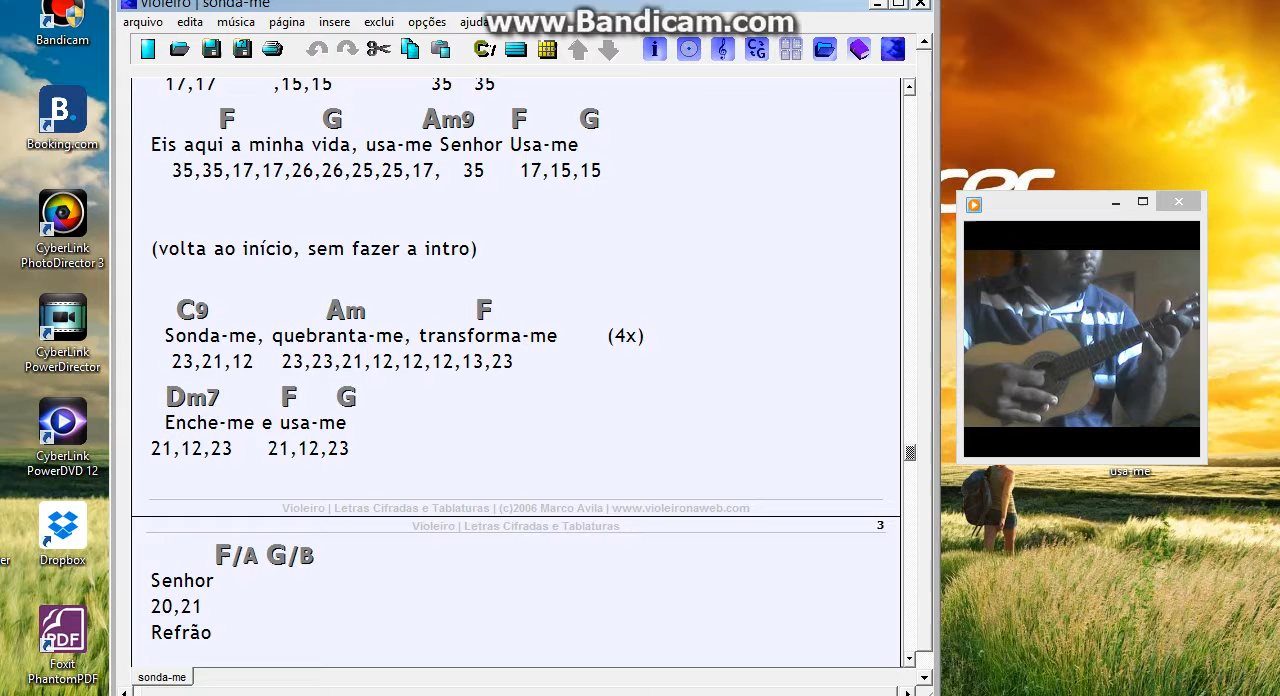 Violeiro | sonda-me
www.Bandicam.com
arquivo edita música página insere exclui opções ajuda
17,17 ,15,15 35 35
F G Am9 F G
Eis aqui a minha vida, usa-me Senhor Usa-me
35,35,17,17,26,26,25,25,17, 35 17,15,15
(volta ao início, sem fazer a intro)
C9 Am F
Sonda-me, quebranta-me, transforma-me (4x)
23,21,12 23,23,21,12,12,12,13,23
Dm7 F G
Enche-me e usa-me
21,12,23 21,12,23
Violeiro | Letras Cifradas e Tablaturas | (c)2006 Marco Avila | www.violeironaweb.com
Violeiro | Letras Cifradas e Tablaturas 3
F/A G/B
Senhor
20,21
Refrão
sonda-me
Bandicam
B.
Booking.com
CyberLink
PhotoDirector 3
CyberLink
PowerDirector
CyberLink
PowerDVD 12
Dropbox
PDF
Foxit
PhantomPDF
er
cer
usa-me